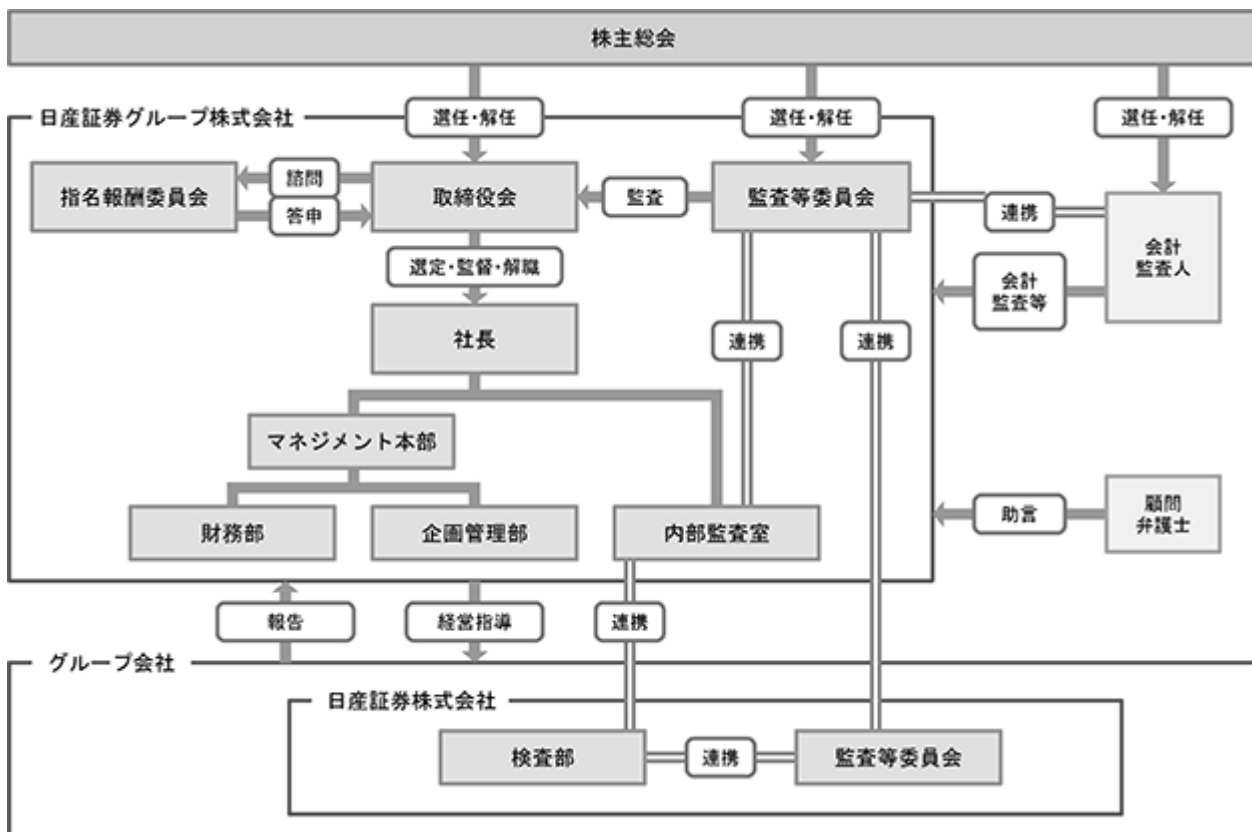 株主総会
日産証券グループ株式会社
選任・解任
選任・解任
選任・解任
指名報酬委員会
諮問
答申
取締役会
監査
監査等委員会
連携
会計
監査人
選定・監督・解職
会計
監査等
社長
連携
連携
マネジメント本部
財務部
企画管理部
内部監査室
助言
顧問
弁護士
報告
経営指導
連携
グループ会社
日産証券株式会社
検査部
連携
監査等委員会